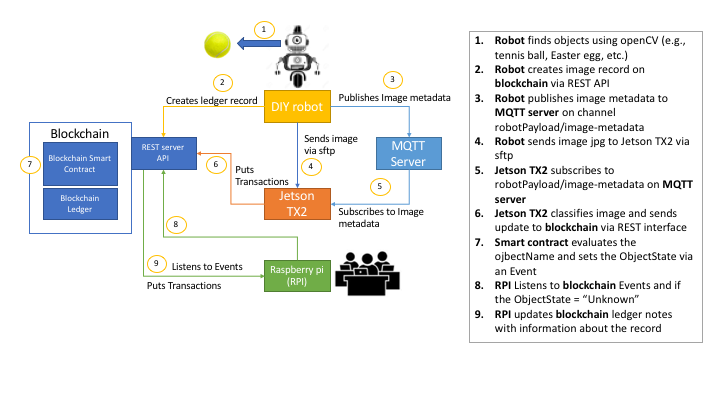 1
2
3
Creates ledger record
Publishes Image metadata
DIY robot
Blockchain
7
Blockchain Smart
Contract
Blockchain
Ledger
REST server
API
6
Puts
Transactions
Sends image
via sftp
4
MQTT
Server
5
Jetson
TX2
Subscribes to Image
metadata
8
9
Listens to Events
Puts Transactions
Raspberry pi
(RPI)
1. Robot finds objects using openCV (e.g.,
tennis ball, Easter egg, etc.)
2. Robot creates image record on
blockchain via REST API
3. Robot publishes image metadata to
MQTT server on channel
robotPayload/image-metadata
4. Robot sends image jpg to Jetson TX2 via
sftp
5. Jetson TX2 subscribes to
robotPayload/image-metadata on MQTT
server
6. Jetson TX2 classifies image and sends
update to blockchain via REST interface
7. Smart contract evaluates the
ojbectName and sets the ObjectState via
an Event
8. RPI Listens to blockchain Events and if
the ObjectState = “Unknown”
9. RPI updates blockchain ledger notes
with information about the record